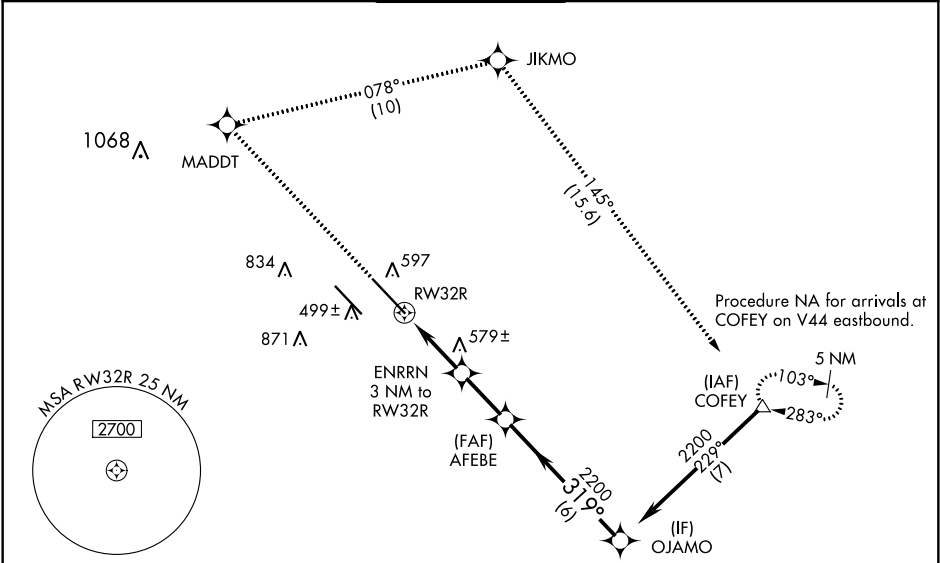 JIKMO
078°
(10)
1068
MADDT
145°
(15.6)
834
597
RW32R
499±
871
579±
Procedure NA for arrivals at
COFEY on V44 eastbound.
5 NM
ENRRN
3 NM to
RW32R
(IAF)
COFEY
103°
283°
MSA RW32R 25 NM
2700
(FAF)
AFEBE
2200
229°
(7)
2200
319°
(6)
(IF)
OJAMO